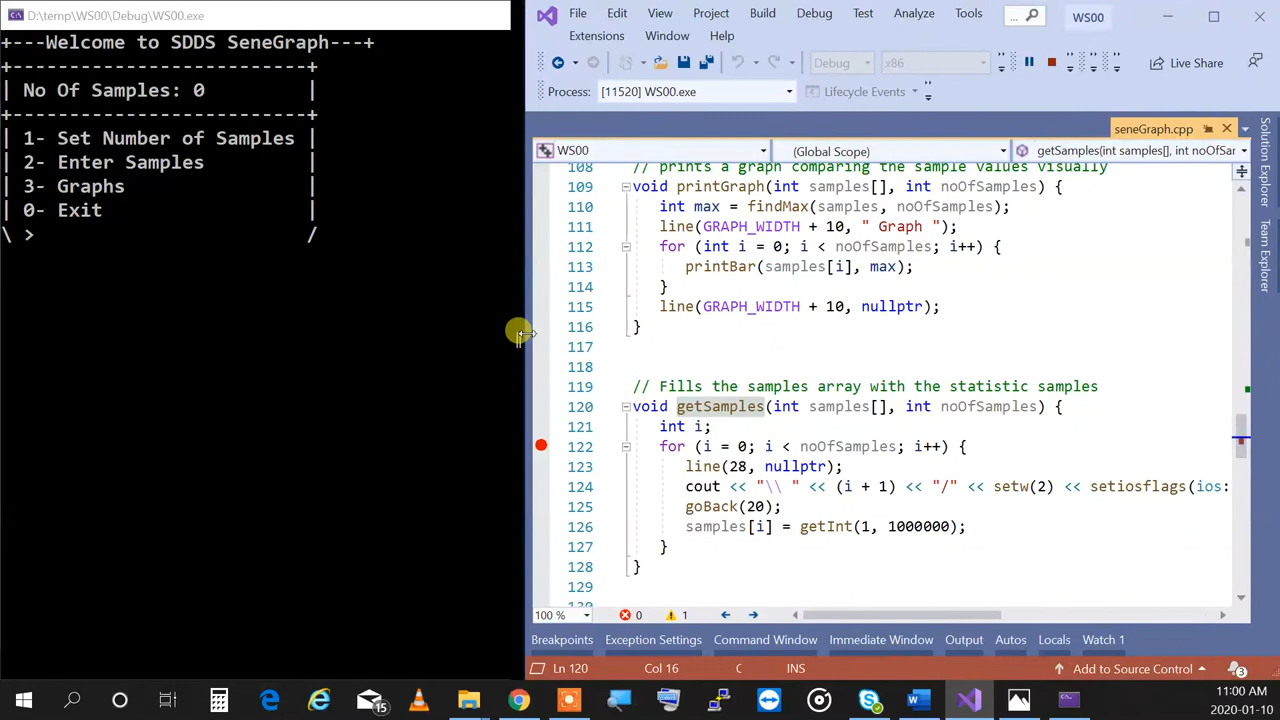 D:\temp\WS00\Debug\WS00.exe
+---Welcome to SDDS SeneGraph---+
+--------------------------+
| No Of Samples: 0         |
+--------------------------+
| 1- Set Number of Samples |
| 2- Enter Samples         |
| 3- Graphs                |
| 0- Exit                  |
\ >                        /
File Edit View Project Build Debug Test Analyze Tools ... WS00
Extensions Window Help
Debug x86 Live Share
Process: [11520] WS00.exe Lifecycle Events
seneGraph.cpp
WS00 (Global Scope) getSamples(int samples[], int noOfSar
108 // prints a graph comparing the sample values visually
109 void printGraph(int samples[], int noOfSamples) {
110 int max = findMax(samples, noOfSamples);
111 line(GRAPH_WIDTH + 10, " Graph ");
112 for (int i = 0; i < noOfSamples; i++) {
113 printBar(samples[i], max);
114 }
115 line(GRAPH_WIDTH + 10, nullptr);
116 }
117
118
119 // Fills the samples array with the statistic samples
120 void getSamples(int samples[], int noOfSamples) {
121 int i;
122 for (i = 0; i < noOfSamples; i++) {
123 line(28, nullptr);
124 cout << "\\ " << (i + 1) << "/" << setw(2) << setiosflags(ios:
125 goBack(20);
126 samples[i] = getInt(1, 1000000);
127 }
128 }
129
Solution Explorer
Team Explorer
100 % 0 1
Breakpoints Exception Settings Command Window Immediate Window Output Autos Locals Watch 1
Ln 120 Col 16 C INS Add to Source Control 3
15
11:00 AM
2020-01-10